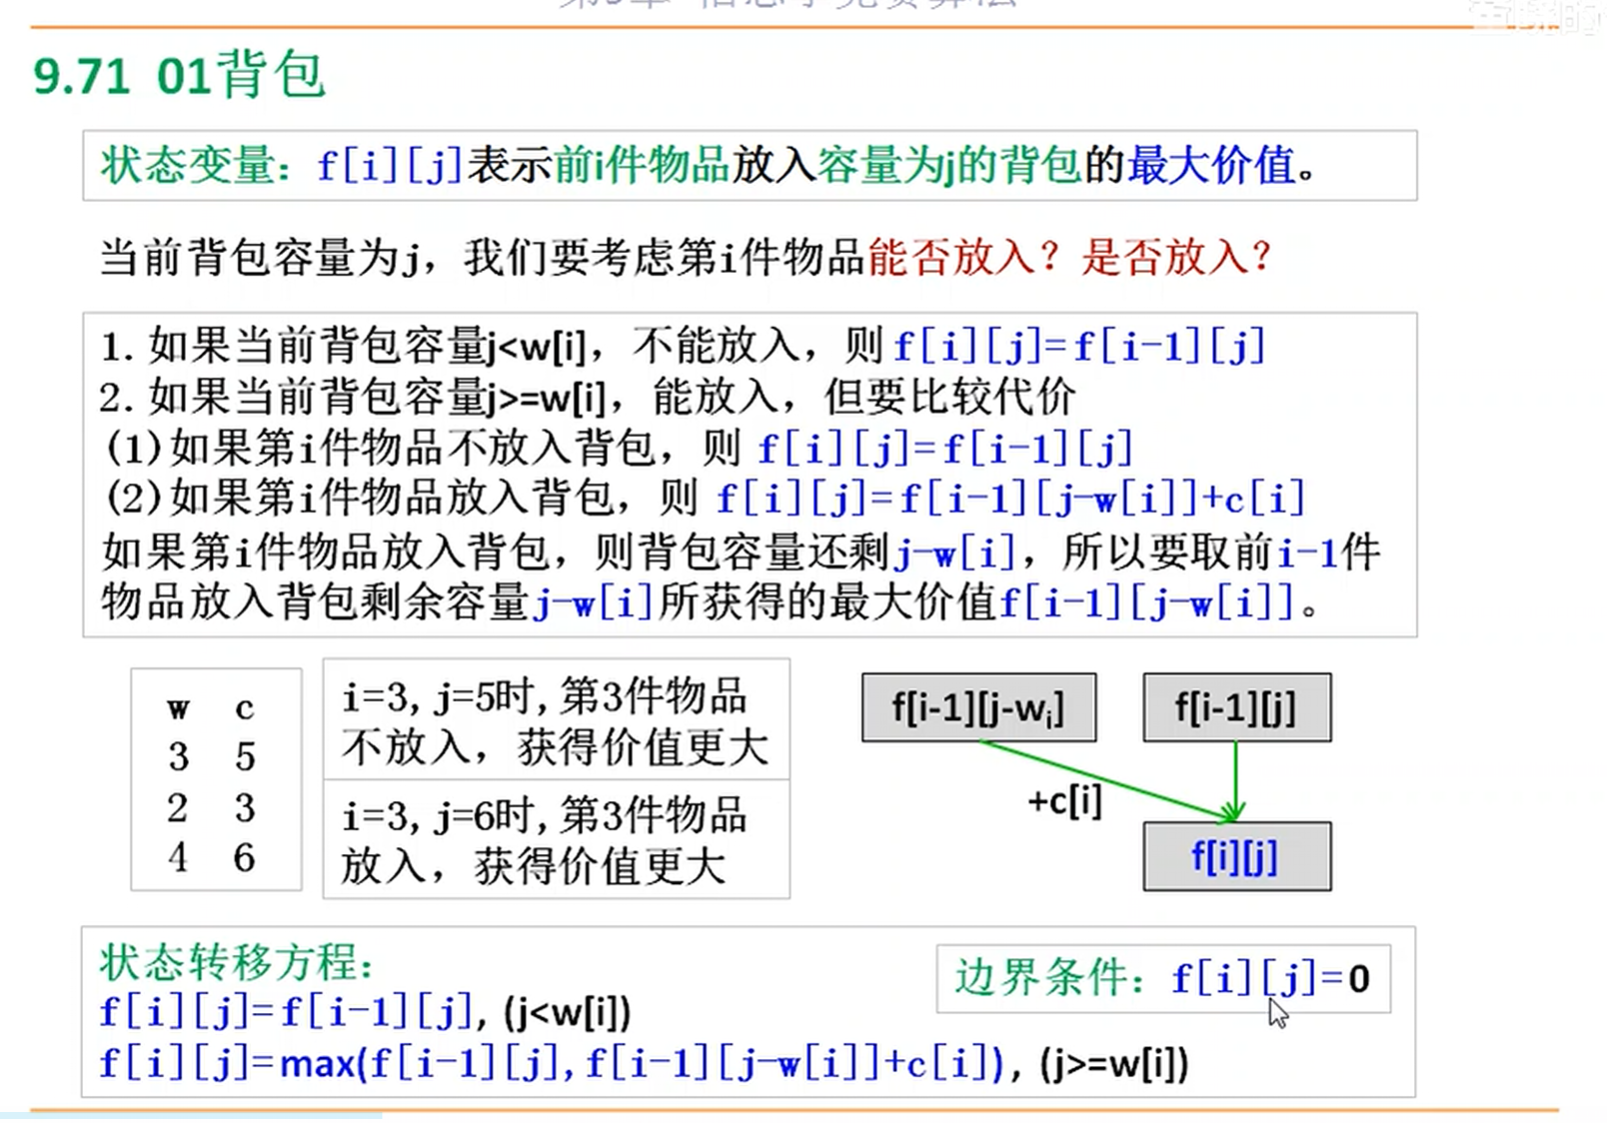 9.71 01背包
状态变量：f[i][j]表示前i件物品放入容量为j的背包的最大价值。
当前背包容量为j，我们要考虑第i件物品能否放入？是否放入？
1.如果当前背包容量j<w[i]，不能放入，则f[i][j]=f[i-1][j]
2.如果当前背包容量j>=w[i]，能放入，但要比较代价
(1)如果第i件物品不放入背包，则 f[i][j]=f[i-1][j]
(2)如果第i件物品放入背包，则 f[i][j]=f[i-1][j-w[i]]+c[i]
如果第i件物品放入背包，则背包容量还剩j-w[i]，所以要取前i-1件
物品放入背包剩余容量j-w[i]所获得的最大价值f[i-1][j-w[i]]。
w c
3 5
2 3
4 6
i=3, j=5时, 第3件物品
不放入，获得价值更大
i=3, j=6时, 第3件物品
放入，获得价值更大
f[i-1][j-wi]
f[i-1][j]
+c[i]
f[i][j]
状态转移方程：
f[i][j]=f[i-1][j], (j<w[i])
f[i][j]=max(f[i-1][j],f[i-1][j-w[i]]+c[i]), (j>=w[i])
边界条件：f[i][j]=0